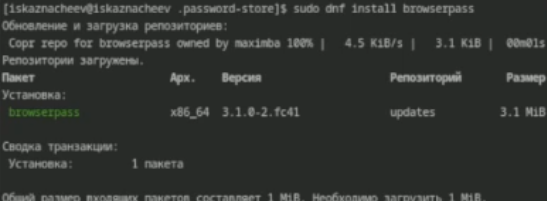 [iskaznacheev@iskaznacheev .password-store]$ sudo dnf install browserpass
Обновление и загрузка репозиториев:
Copr repo for browserpass owned by maximba 100% | 4.5 KiB/s | 3.1 KiB | 00m01s
Репозитории загружены.
Пакет Арх. Версия Репозиторий Размер
Установка:
browserpass x86_64 3.1.0-2.fc41 updates 3.1 MiB
Сводка транзакции:
Установка: 1 пакета
Общий размер входящих пакетов составляет 1 MiB. Необходимо загрузить 1 MiB.